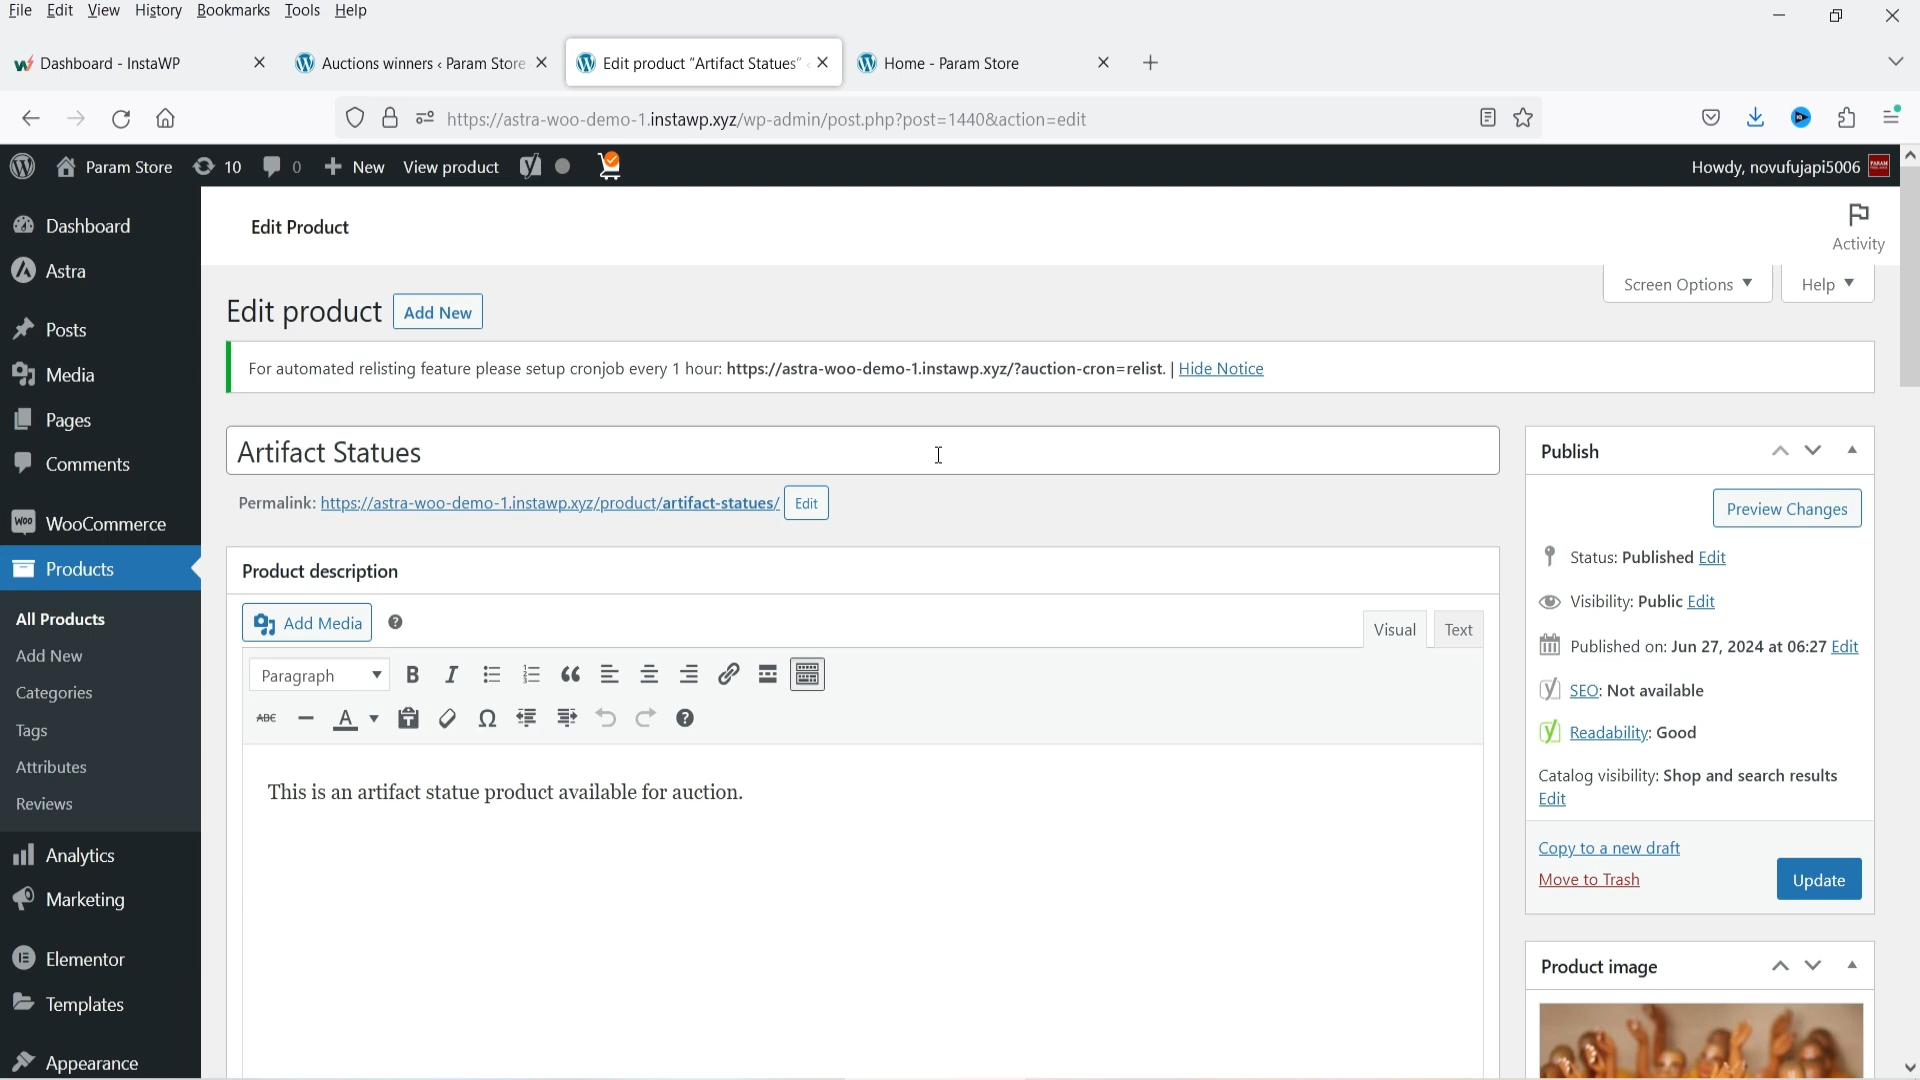 File Edit View History Bookmarks Tools Help
Dashboard - InstaWP
Auctions winners ‹ Param Store
Edit product “Artifact Statues” ‹
Home - Param Store
https://astra-woo-demo-1.instawp.xyz/wp-admin/post.php?post=1440&action=edit
Param Store 10 0 New View product Howdy, novufujapi5006
Dashboard
Astra
Posts
Media
Pages
Comments
WooCommerce
Products
All Products
Add New
Categories
Tags
Attributes
Reviews
Analytics
Marketing
Elementor
Templates
Appearance
Edit Product
Activity
Screen Options Help
Edit product Add New
For automated relisting feature please setup cronjob every 1 hour: https://astra-woo-demo-1.instawp.xyz/?auction-cron=relist. | Hide Notice
Artifact Statues
Permalink: https://astra-woo-demo-1.instawp.xyz/product/artifact-statues/ Edit
Product description
Add Media
Visual Text
Paragraph
ABC
This is an artifact statue product available for auction.
Publish
Preview Changes
Status: Published Edit
Visibility: Public Edit
Published on: Jun 27, 2024 at 06:27 Edit
SEO: Not available
Readability: Good
Catalog visibility: Shop and search results
Edit
Copy to a new draft
Move to Trash
Update
Product image